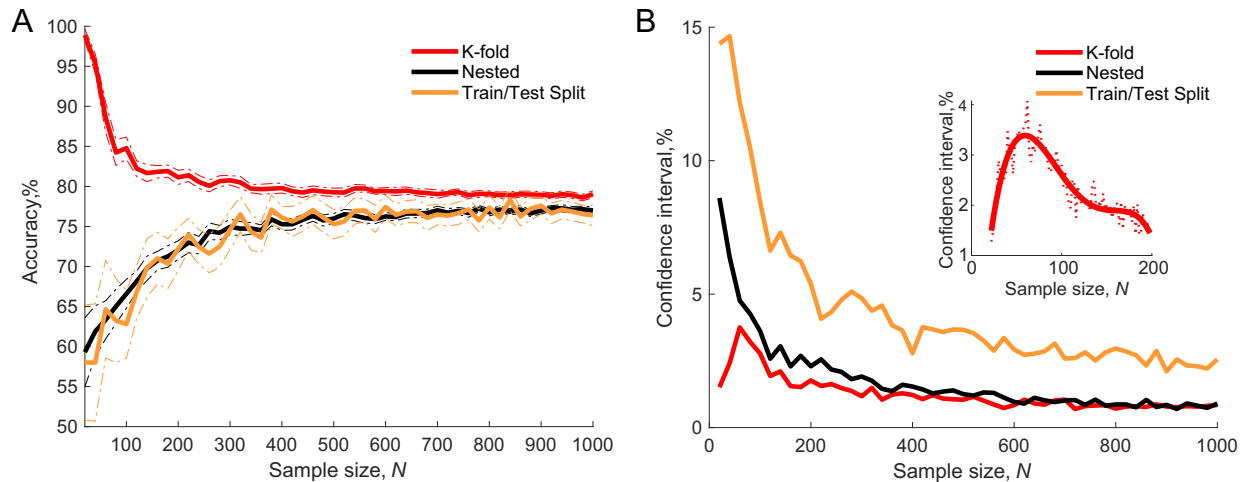 A
100
95
90
85
80
75
70
65
60
55
50
Accuracy,%
K-fold
Nested
Train/Test Split
100 200 300 400 500 600 700 800 900 1000
Sample size, N
B
15
10
5
0
Confidence interval,%
K-fold
Nested
Train/Test Split
4
3
2
1
Confidence interval,%
0 100 200
Sample size, N
0 200 400 600 800 1000
Sample size, N